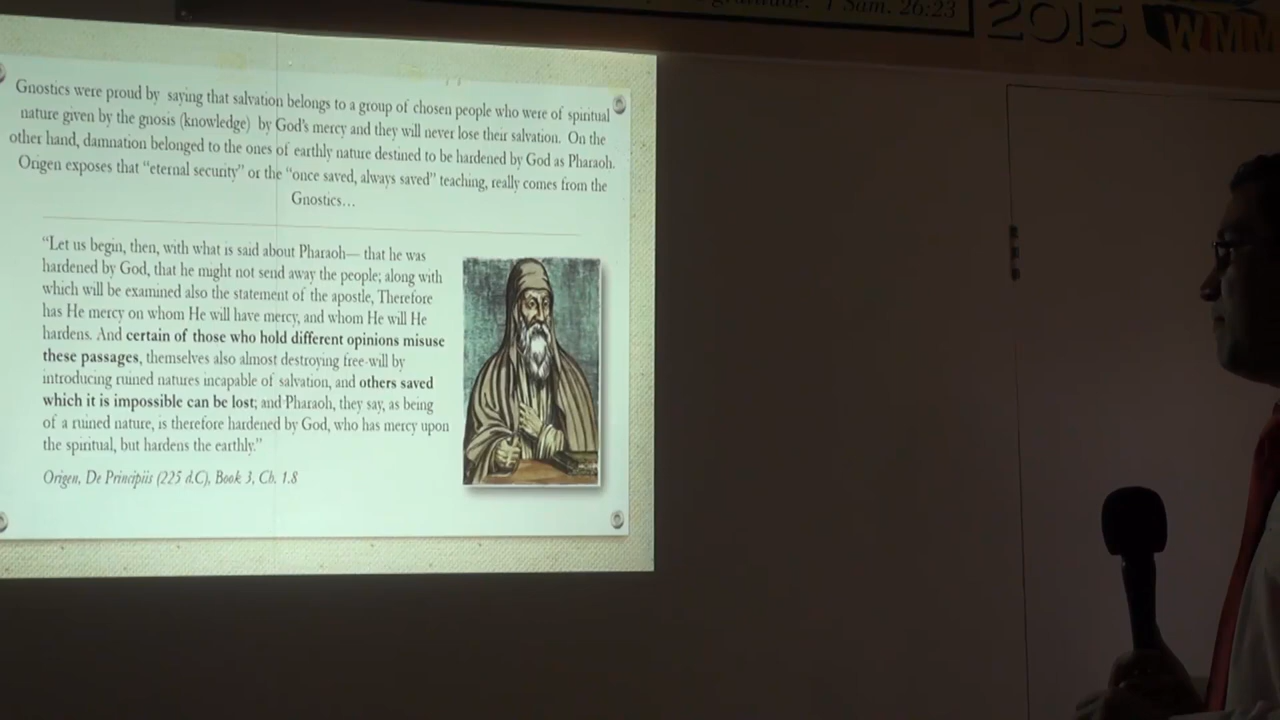 gratitude. 1 Sam. 26:23
2015
WMM
Gnostics were proud by saying that salvation belongs to a group of chosen people who were of spiritual
nature given by the gnosis (knowledge) by God's mercy and they will never lose their salvation. On the
other hand, damnation belonged to the ones of earthly nature destined to be hardened by God as Pharaoh.
Origen exposes that “eternal security” or the “once saved, always saved” teaching, really comes from the
Gnostics…
“Let us begin, then, with what is said about Pharaoh— that he was
hardened by God, that he might not send away the people; along with
which will be examined also the statement of the apostle, Therefore
has He mercy on whom He will have mercy, and whom He will He
hardens. And certain of those who hold different opinions misuse
these passages, themselves also almost destroying free-will by
introducing ruined natures incapable of salvation, and others saved
which it is impossible can be lost; and Pharaoh, they say, as being
of a ruined nature, is therefore hardened by God, who has mercy upon
the spiritual, but hardens the earthly.”
Origen, De Principiis (225 d.C), Book 3, Ch. 1.8